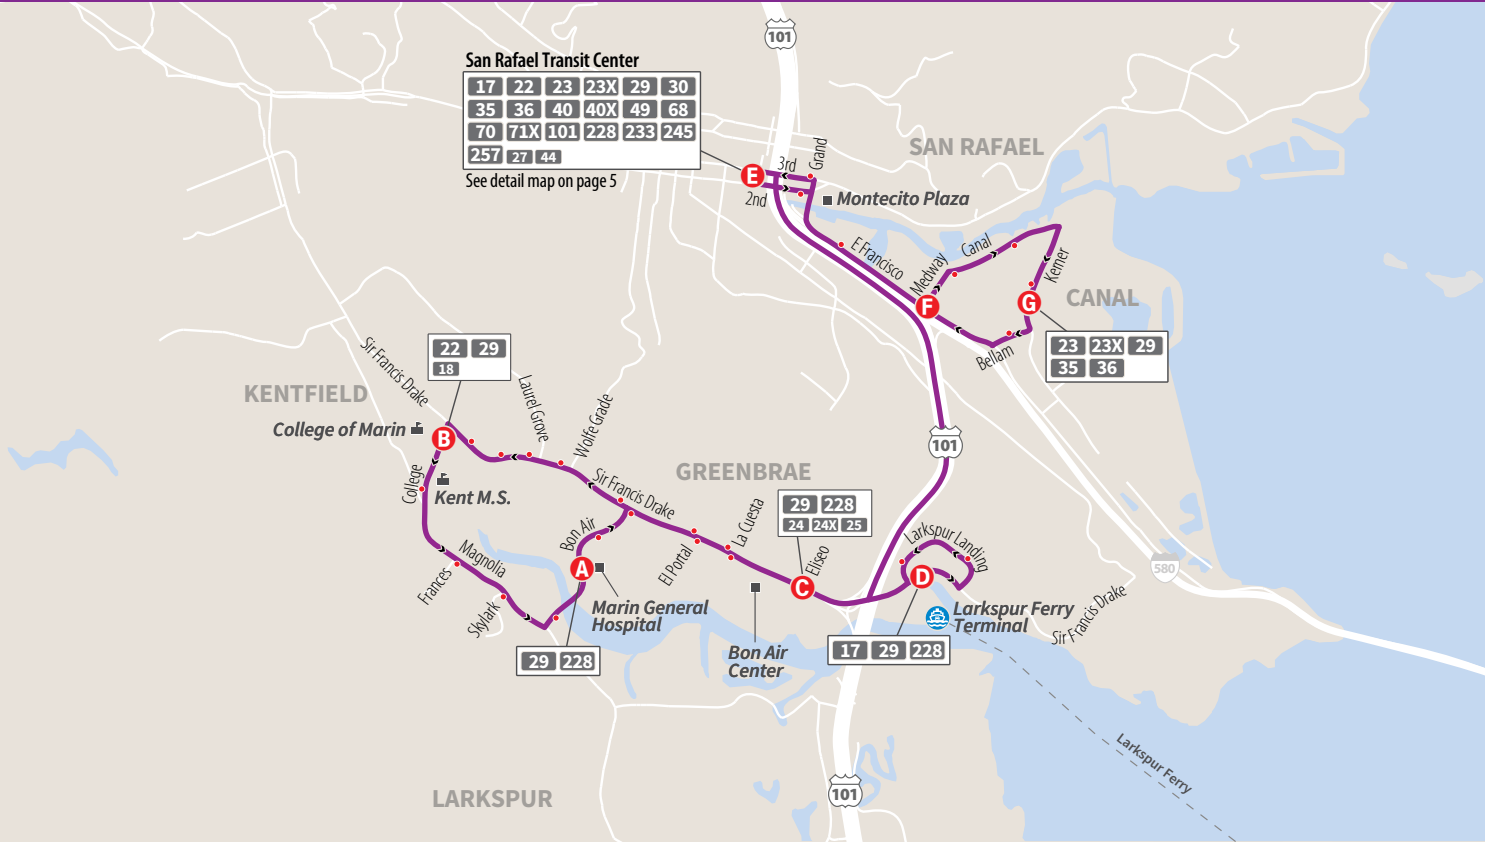 101
San Rafael Transit Center
17 22 23 23X 29 30
35 36 40 40X 49 68
70 71X 101 228 233 245
257 27 44
See detail map on page 5
SAN RAFAEL
Grand
3rd
E
2nd
Montecito Plaza
E Francisco
Medway
Canal
Kerner
F
G
CANAL
Bellam
23 23X 29
35 36
22 29
18
Sir Francis Drake
KENTFIELD
College of Marin
B
Laurel Grove
Wolfe Grade
College
Kent M.S.
Sir Francis Drake
GREENBRAE
101
29 228
24 24X 25
La Cuesta
El Portal
Eliseo
C
Bon Air
A
Magnolia
Frances
Skylark
Marin General
Hospital
29 228
Bon Air
Center
Larkspur Landing
D
Larkspur Ferry
Terminal
17 29 228
Sir Francis Drake
580
Larkspur Ferry
101
LARKSPUR